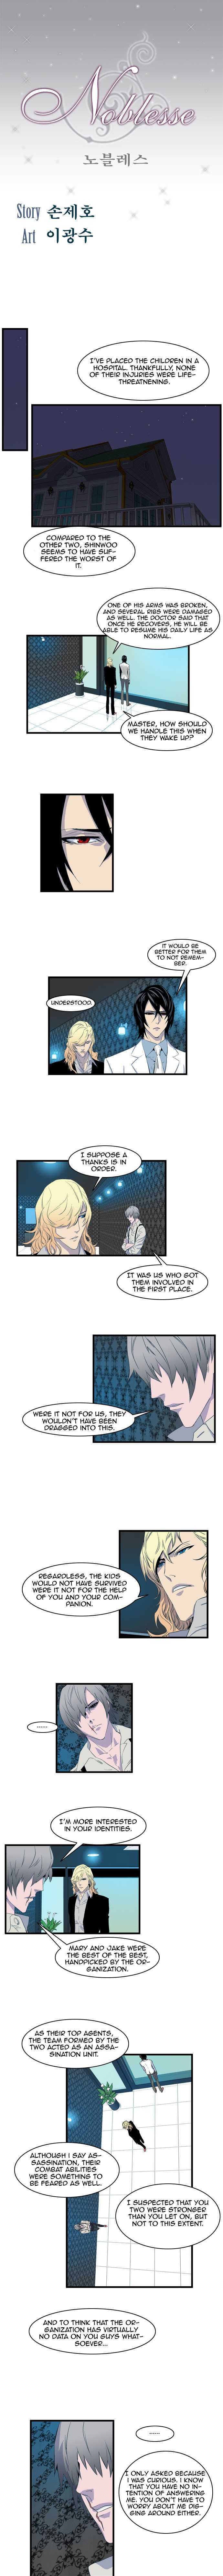 Noblesse
노블레스
Story 손제호
Art 이광수
I'VE PLACED THE CHILDREN IN A
HOSPITAL. THANKFULLY, NONE
OF THEIR INJURIES WERE LIFE-
THREATNENING.
COMPARED TO THE
OTHER TWO, SHINWOO
SEEMS TO HAVE SUF-
FERED THE WORST OF
IT.
ONE OF HIS ARMS WAS BROKEN,
AND SEVERAL RIBS WERE DAMAGED
AS WELL. THE DOCTOR SAID THAT
ONCE HE RECOVERS, HE WILL BE
ABLE TO RESUME HIS DAILY LIFE AS
NORMAL.
MASTER, HOW SHOULD
WE HANDLE THIS WHEN
THEY WAKE UP?
IT WOULD BE
BETTER FOR THEM
TO NOT REMEM-
BER.
UNDERSTOOD.
I SUPPOSE A
THANKS IS IN
ORDER.
IT WAS US WHO GOT
THEM INVOLVED IN
THE FIRST PLACE.
WERE IT NOT FOR US, THEY
WOULDN'T HAVE BEEN
DRAGGED INTO THIS.
REGARDLESS, THE KIDS
WOULD NOT HAVE SURVIVED
WERE IT NOT FOR THE HELP
OF YOU AND YOUR COM-
PANION.
......
I'M MORE INTERESTED
IN YOUR IDENTITIES.
MARY AND JAKE WERE
THE BEST OF THE BEST,
HANDPICKED BY THE OR-
GANIZATION.
AS THEIR TOP AGENTS,
THE TEAM FORMED BY THE
TWO ACTED AS AN ASSA-
SINATION UNIT.
ALTHOUGH I SAY AS-
SASSINATION, THEIR
COMBAT ABILITIES
WERE SOMETHING TO
BE FEARED AS WELL.
I SUSPECTED THAT YOU
TWO WERE STRONGER
THAN YOU LET ON, BUT
NOT TO THIS EXTENT.
AND TO THINK THAT THE OR-
GANIZATION HAS VIRTUALLY
NO DATA ON YOU GUYS WHAT-
SOEVER...
......
I ONLY ASKED BECAUSE
I WAS CURIOUS. I KNOW
THAT YOU HAVE NO IN-
TENTION OF ANSWERING
ME. YOU DON'T HAVE TO
WORRY ABOUT ME DIG-
GING AROUND EITHER.